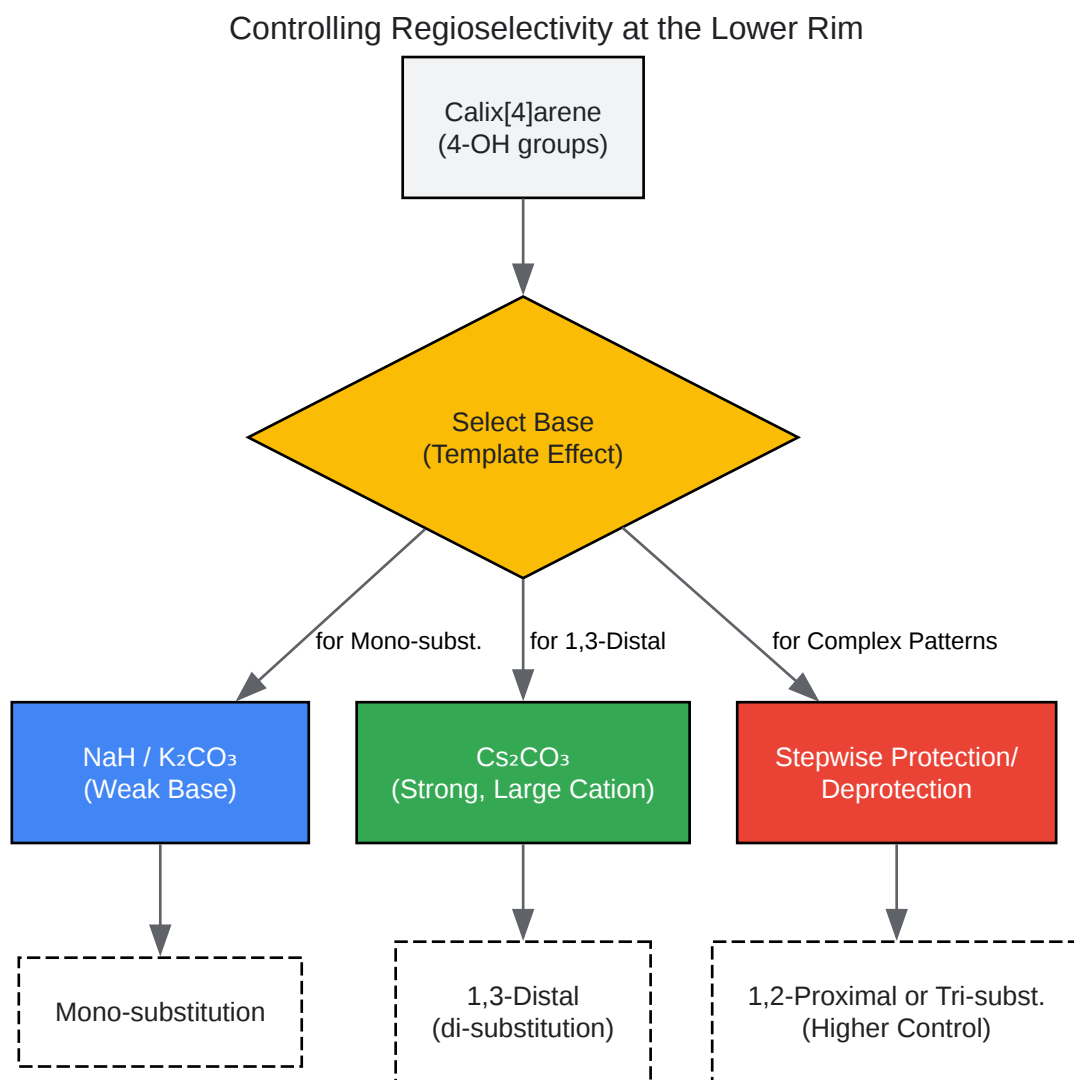 Controlling Regioselectivity at the Lower Rim
Calix[4]arene
(4-OH groups)
Select Base
(Template Effect)
for Mono-subst.
for 1,3-Distal
for Complex Patterns
NaH / K₂CO₃
(Weak Base)
Cs₂CO₃
(Strong, Large Cation)
Stepwise Protection/
Deprotection
Mono-substitution
1,3-Distal
(di-substitution)
1,2-Proximal or Tri-subst.
(Higher Control)